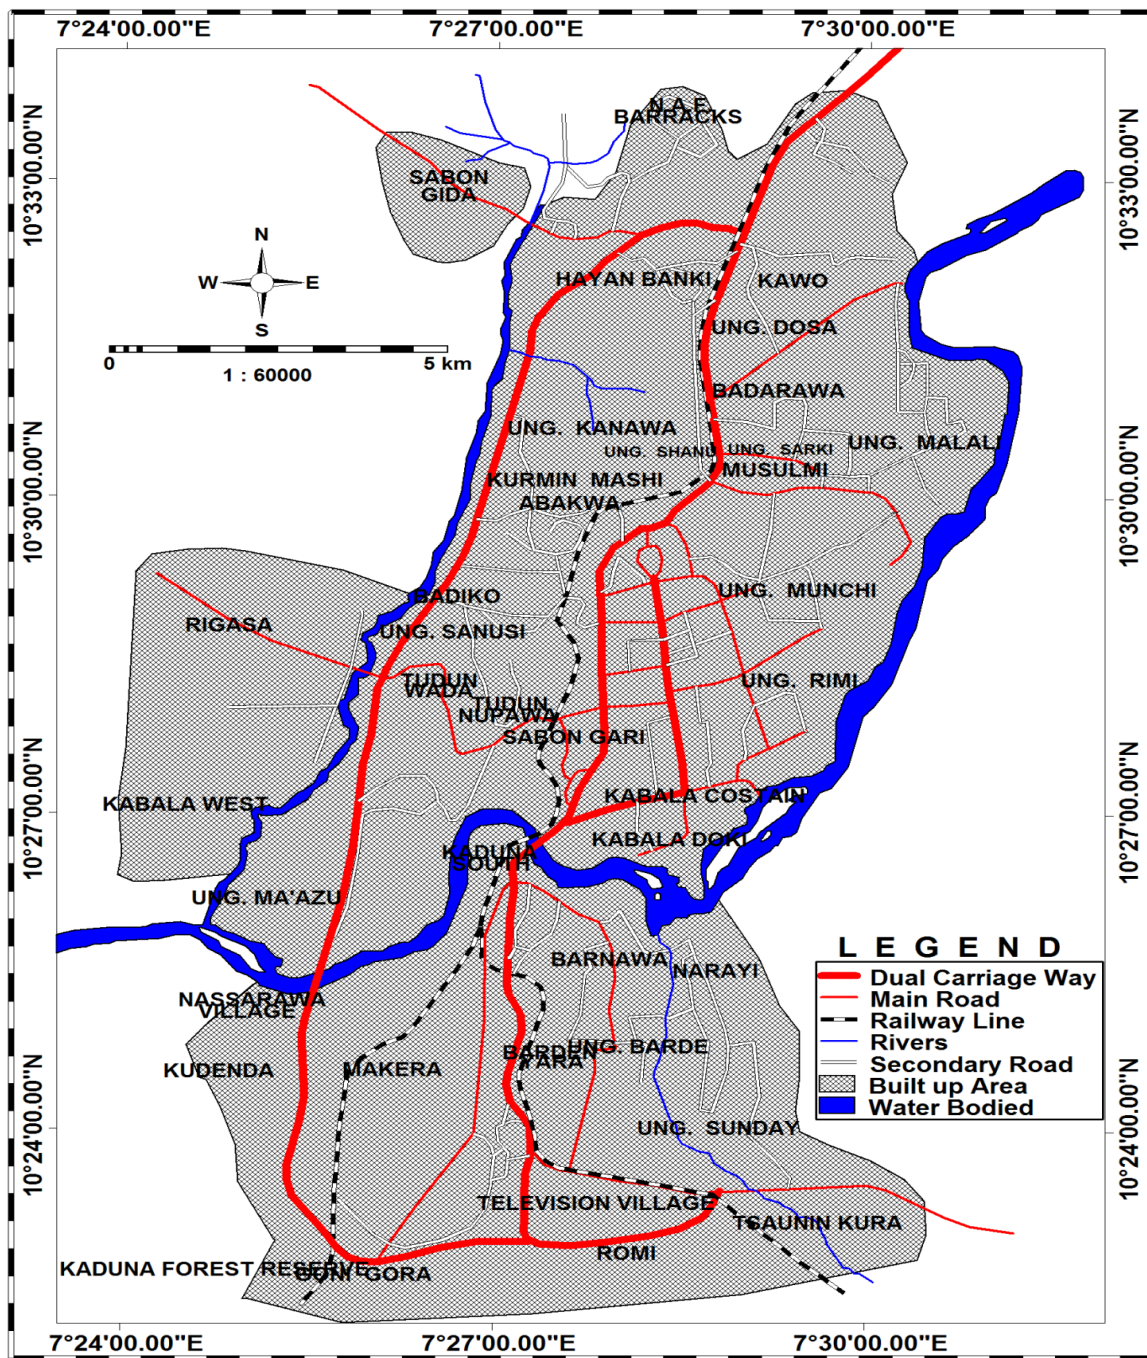 7°24'00.00"E
7°27'00.00"E
7°30'00.00"E
N.A.F.
BARRACKS
10°33'00.00"N
10°33'00.00"N
SABON
GIDA
N
W
E
S
HAYAN BANKI
KAWO
UNG. DOSA
0
5 km
1 : 60000
BADARAWA
UNG. KANAWA
UNG. SHANU
UNG. SARKI
UNG. MALALI
MUSULMI
KURMIN MASHI
ABAKWA
10°30'00.00"N
10°30'00.00"N
BADIKO
UNG. MUNCHI
RIGASA
UNG. SANUSI
TUDUN
WADA
UNG. RIMI
TUDUN
NUPAWA
SABON GARI
KABALA WEST
KABALA COSTAIN
10°27'00.00"N
10°27'00.00"N
KABALA DOKI
KADUNA
SOUTH
UNG. MA'AZU
BARNAWA
NARAYI
NASSARAWA
VILLAGE
KUDENDA
MAKERA
BARDEN
YARA
UNG. BARDE
UNG. SUNDAY
10°24'00.00"N
10°24'00.00"N
TELEVISION VILLAGE
TSAUNIN KURA
ROMI
KADUNA FOREST RESERVE
GONI GORA
LEGEND
Dual Carriage Way
Main Road
Railway Line
Rivers
Secondary Road
Built up Area
Water Bodied
7°24'00.00"E
7°27'00.00"E
7°30'00.00"E